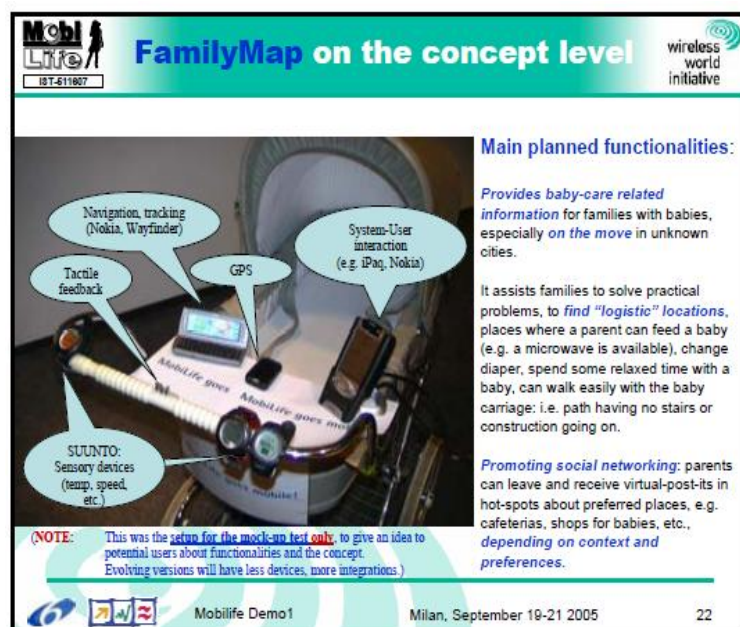 Mobi
Life
IST-511607
FamilyMap on the concept level
wireless
world
initiative
Navigation, tracking
(Nokia, Wayfinder)
Tactile
feedback
GPS
System-User
interaction
(e.g. iPaq, Nokia)
SUUNTO:
Sensory devices
(temp, speed,
etc.)
MobiLife goes
MobiLife goes mo
Life goes mobile!
Main planned functionalities:
Provides baby-care related
information for families with babies,
especially on the move in unknown
cities.
It assists families to solve practical
problems, to find “logistic” locations,
places where a parent can feed a baby
(e.g. a microwave is available), change
diaper, spend some relaxed time with a
baby, can walk easily with the baby
carriage: i.e. path having no stairs or
construction going on.
Promoting social networking: parents
can leave and receive virtual-post-its in
hot-spots about preferred places, e.g.
cafeterias, shops for babies, etc.,
depending on context and
preferences.
(NOTE: This was the setup for the mock-up test only, to give an idea to
potential users about functionalities and the concept.
Evolving versions will have less devices, more integrations.)
6
Mobilife Demo1
Milan, September 19-21 2005
22